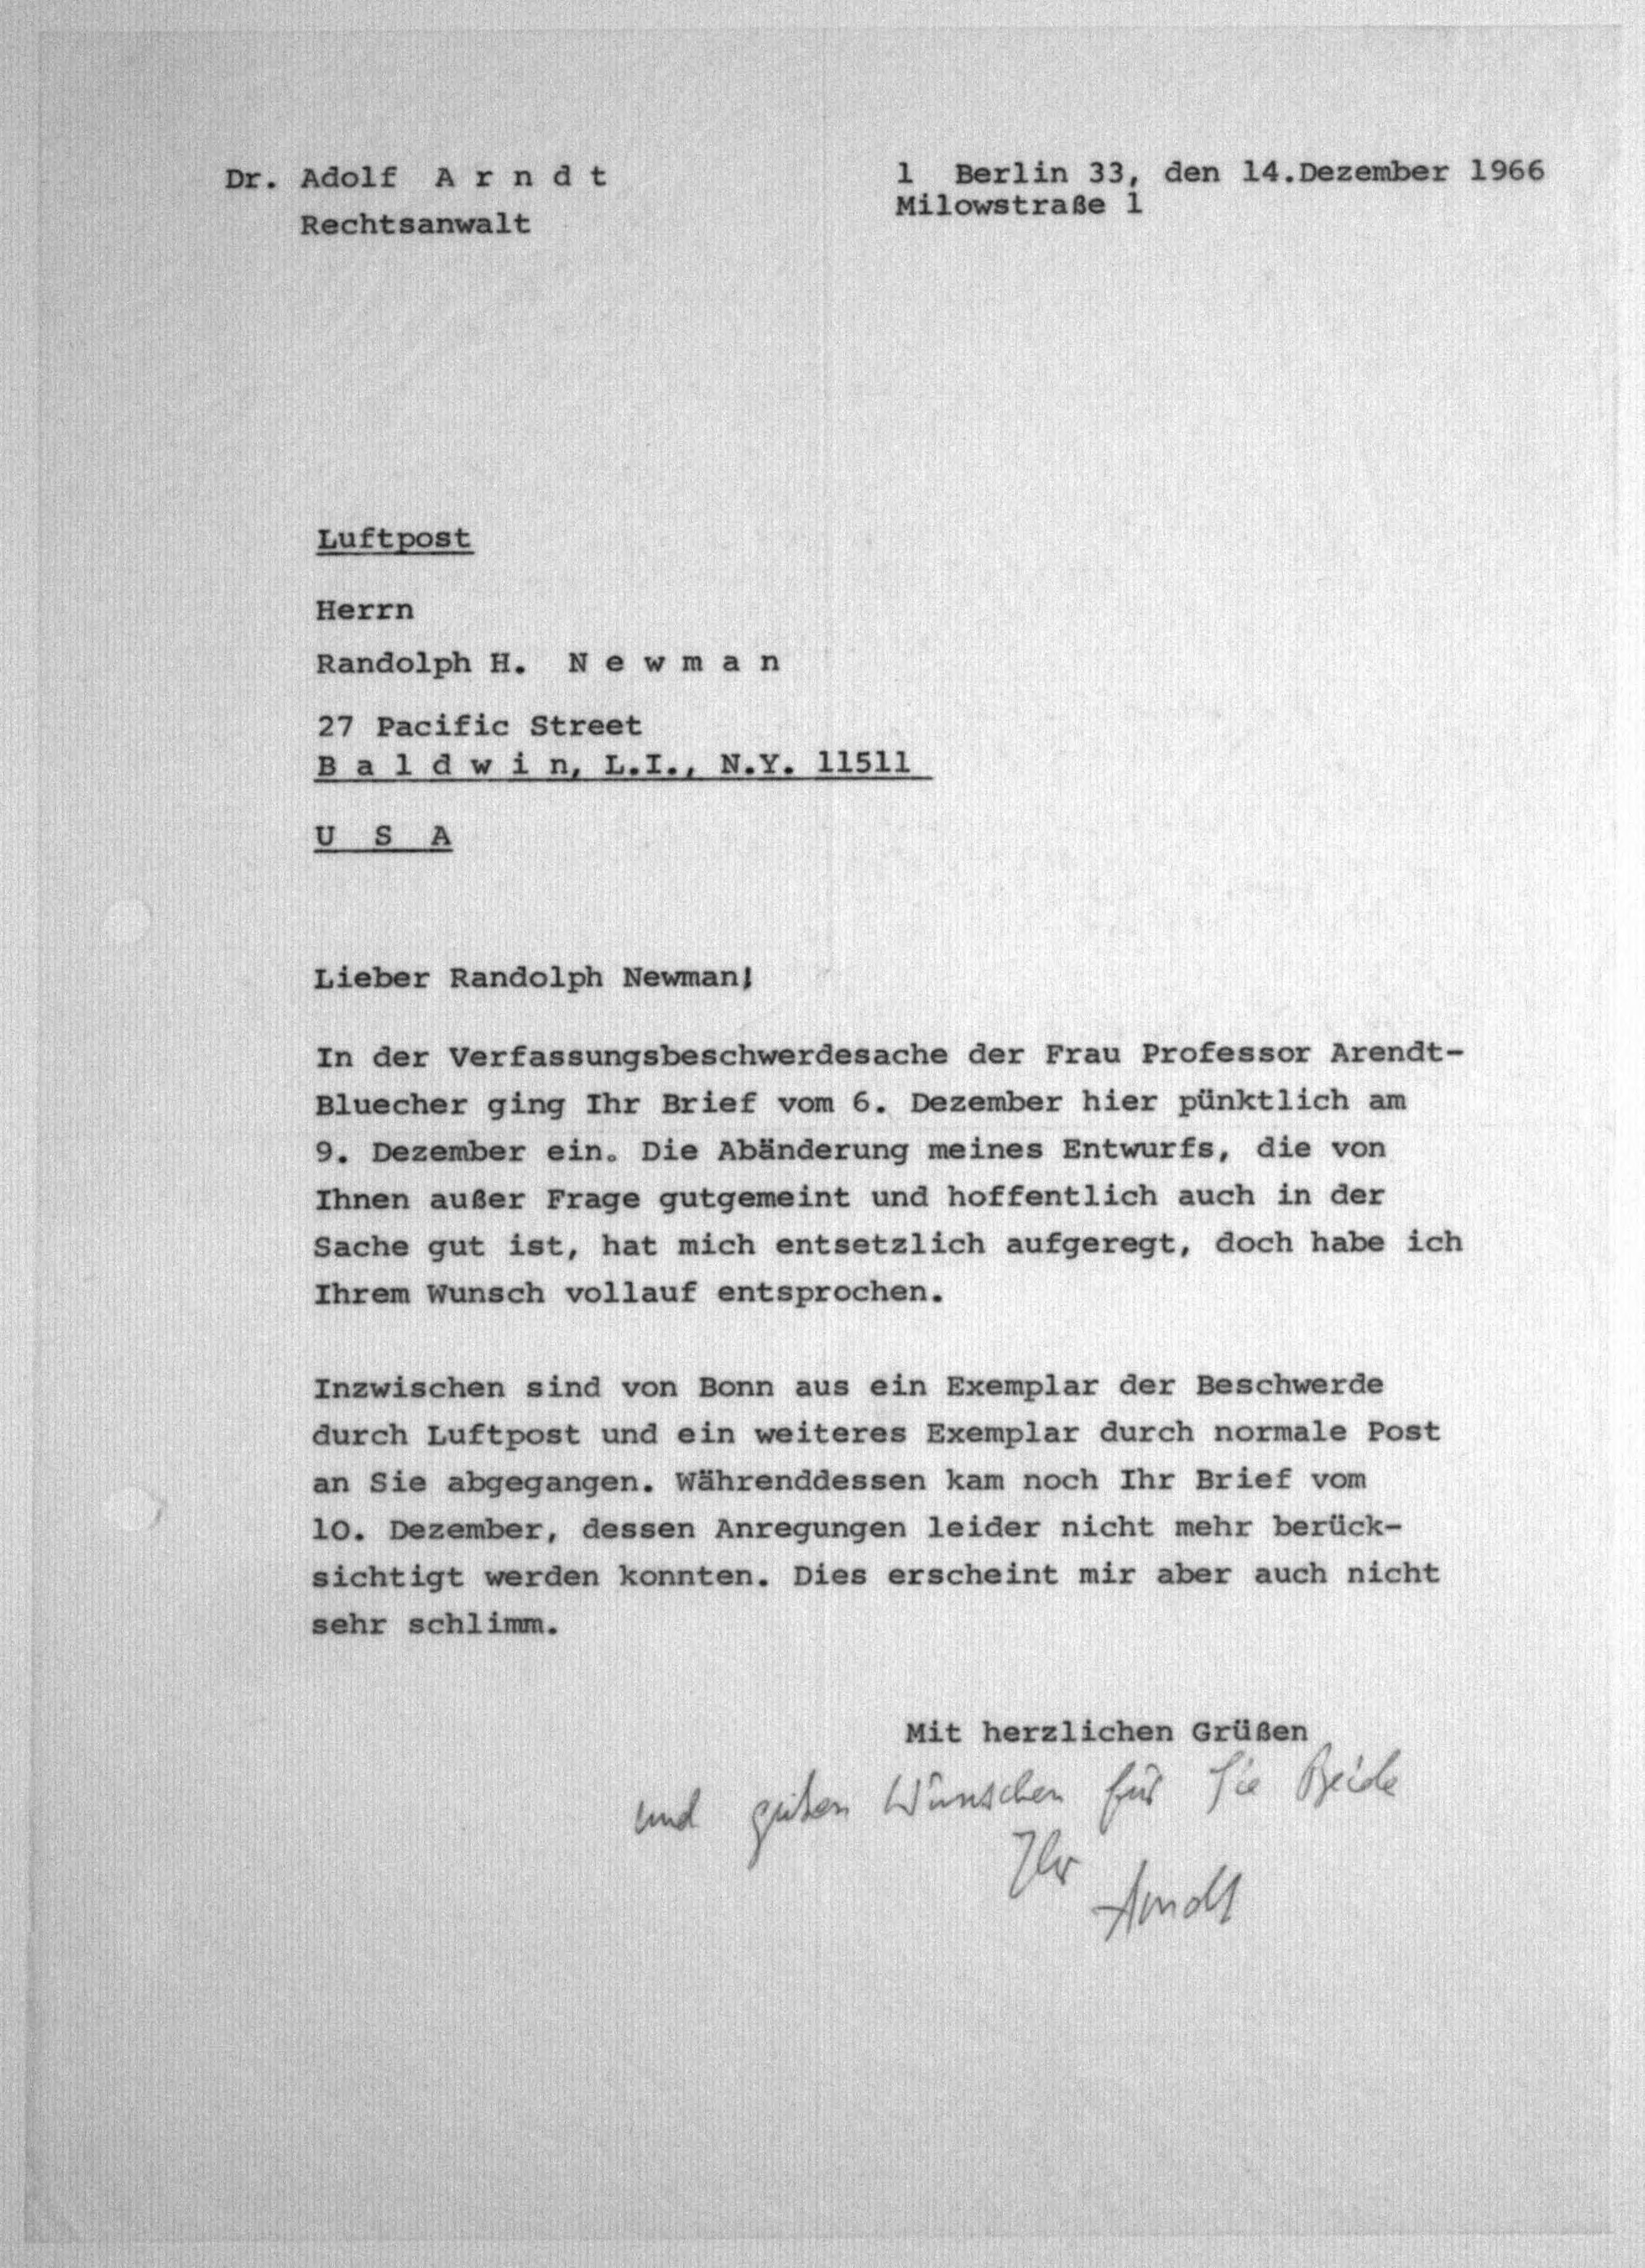 Dr. Adolf A r n d t
Rechtsanwalt
1 Berlin 33, den 14.Dezember 1966
Milowstraße 1
Luftpost
Herrn
Randolph H. N e w m a n
27 Pacific Street
B a l d w i n, L.I., N.Y. 11511
U S A
Lieber Randolph Newman!
In der Verfassungsbeschwerdesache der Frau Professor Arendt-
Bluecher ging Ihr Brief vom 6. Dezember hier pünktlich am
9. Dezember ein. Die Abänderung meines Entwurfs, die von
Ihnen außer Frage gutgemeint und hoffentlich auch in der
Sache gut ist, hat mich entsetzlich aufgeregt, doch habe ich
Ihrem Wunsch vollauf entsprochen.
Inzwischen sind von Bonn aus ein Exemplar der Beschwerde
durch Luftpost und ein weiteres Exemplar durch normale Post
an Sie abgegangen. Währenddessen kam noch Ihr Brief vom
10. Dezember, dessen Anregungen leider nicht mehr berück-
sichtigt werden konnten. Dies erscheint mir aber auch nicht
sehr schlimm.
Mit herzlichen Grüßen
und guten Wünschen für Sie Beide
Ihr
Arndt